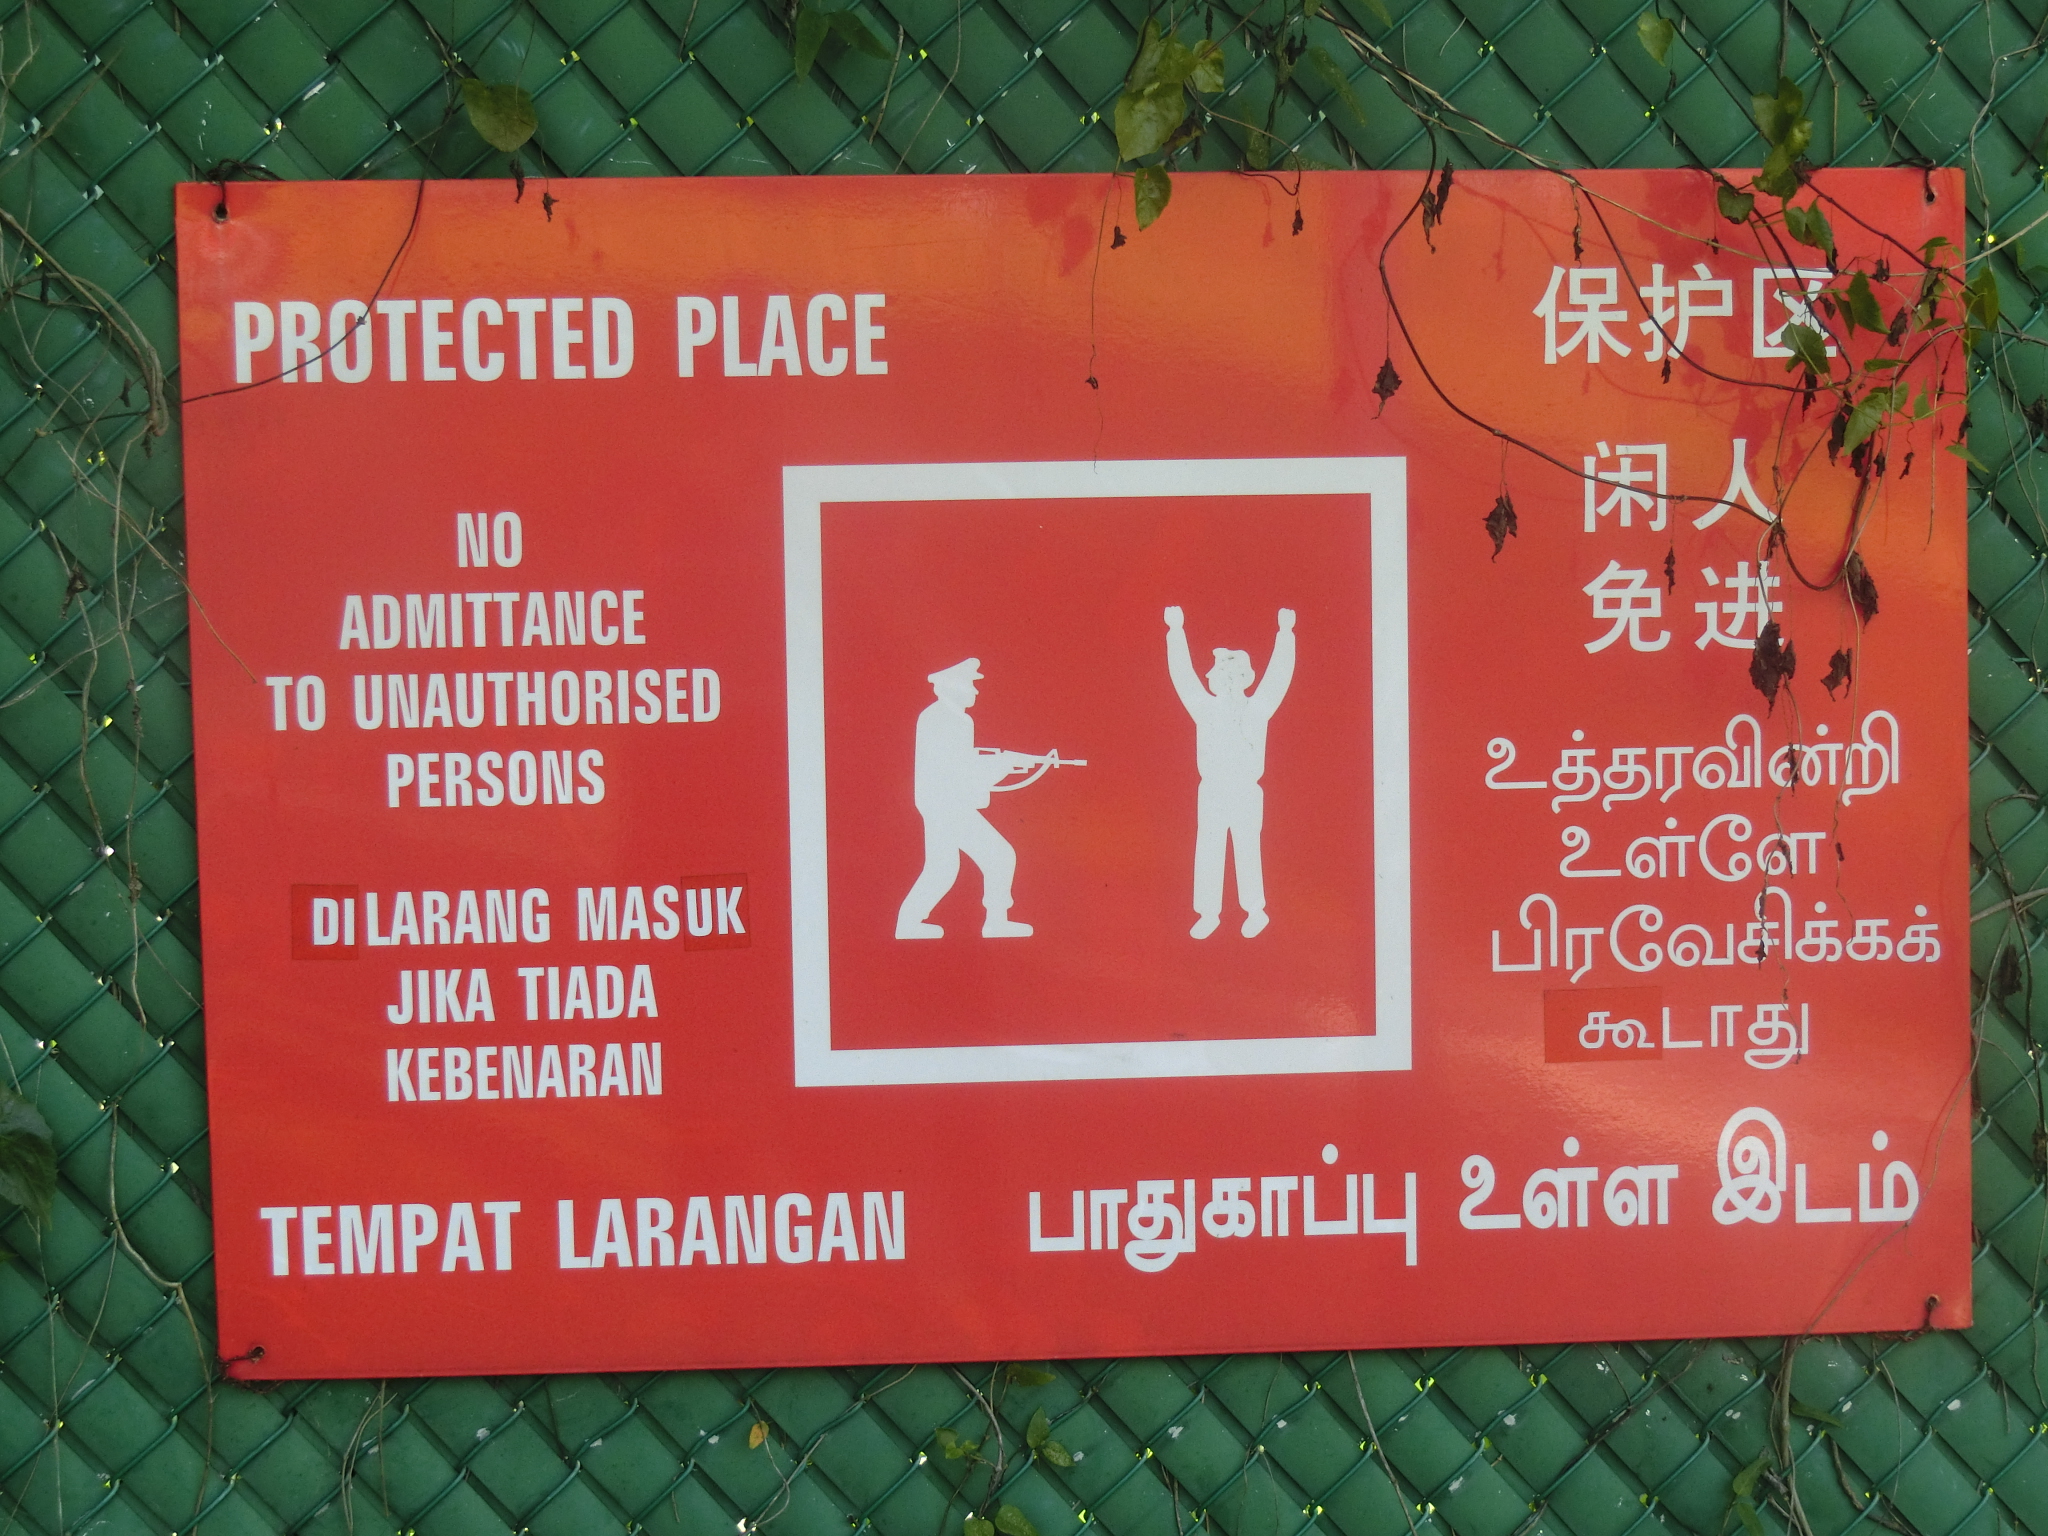 PROTECTED PLACE
NO
ADMITTANCE
TO UNAUTHORISED
PERSONS
DILARANG MASUK
JIKA TIADA
KEBENARAN
TEMPAT LARANGAN
保护区
闲人
免进
உத்தரவின்றி
உள்ளே
பிரவேசிக்கக்
கூடாது
பாதுகாப்பு உள்ள இடம்